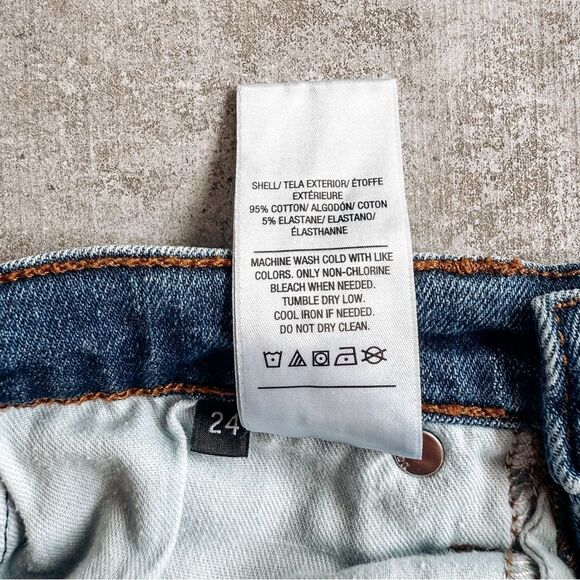 SHELL/ TELA EXTERIOR/ ÉTOFFE
EXTÉRIEURE
95% COTTON/ ALGODÓN/ COTON
5% ELASTANE/ ELASTANO/
ÉLASTHANNE
MACHINE WASH COLD WITH LIKE
COLORS. ONLY NON-CHLORINE
BLEACH WHEN NEEDED.
TUMBLE DRY LOW.
COOL IRON IF NEEDED.
DO NOT DRY CLEAN.
24